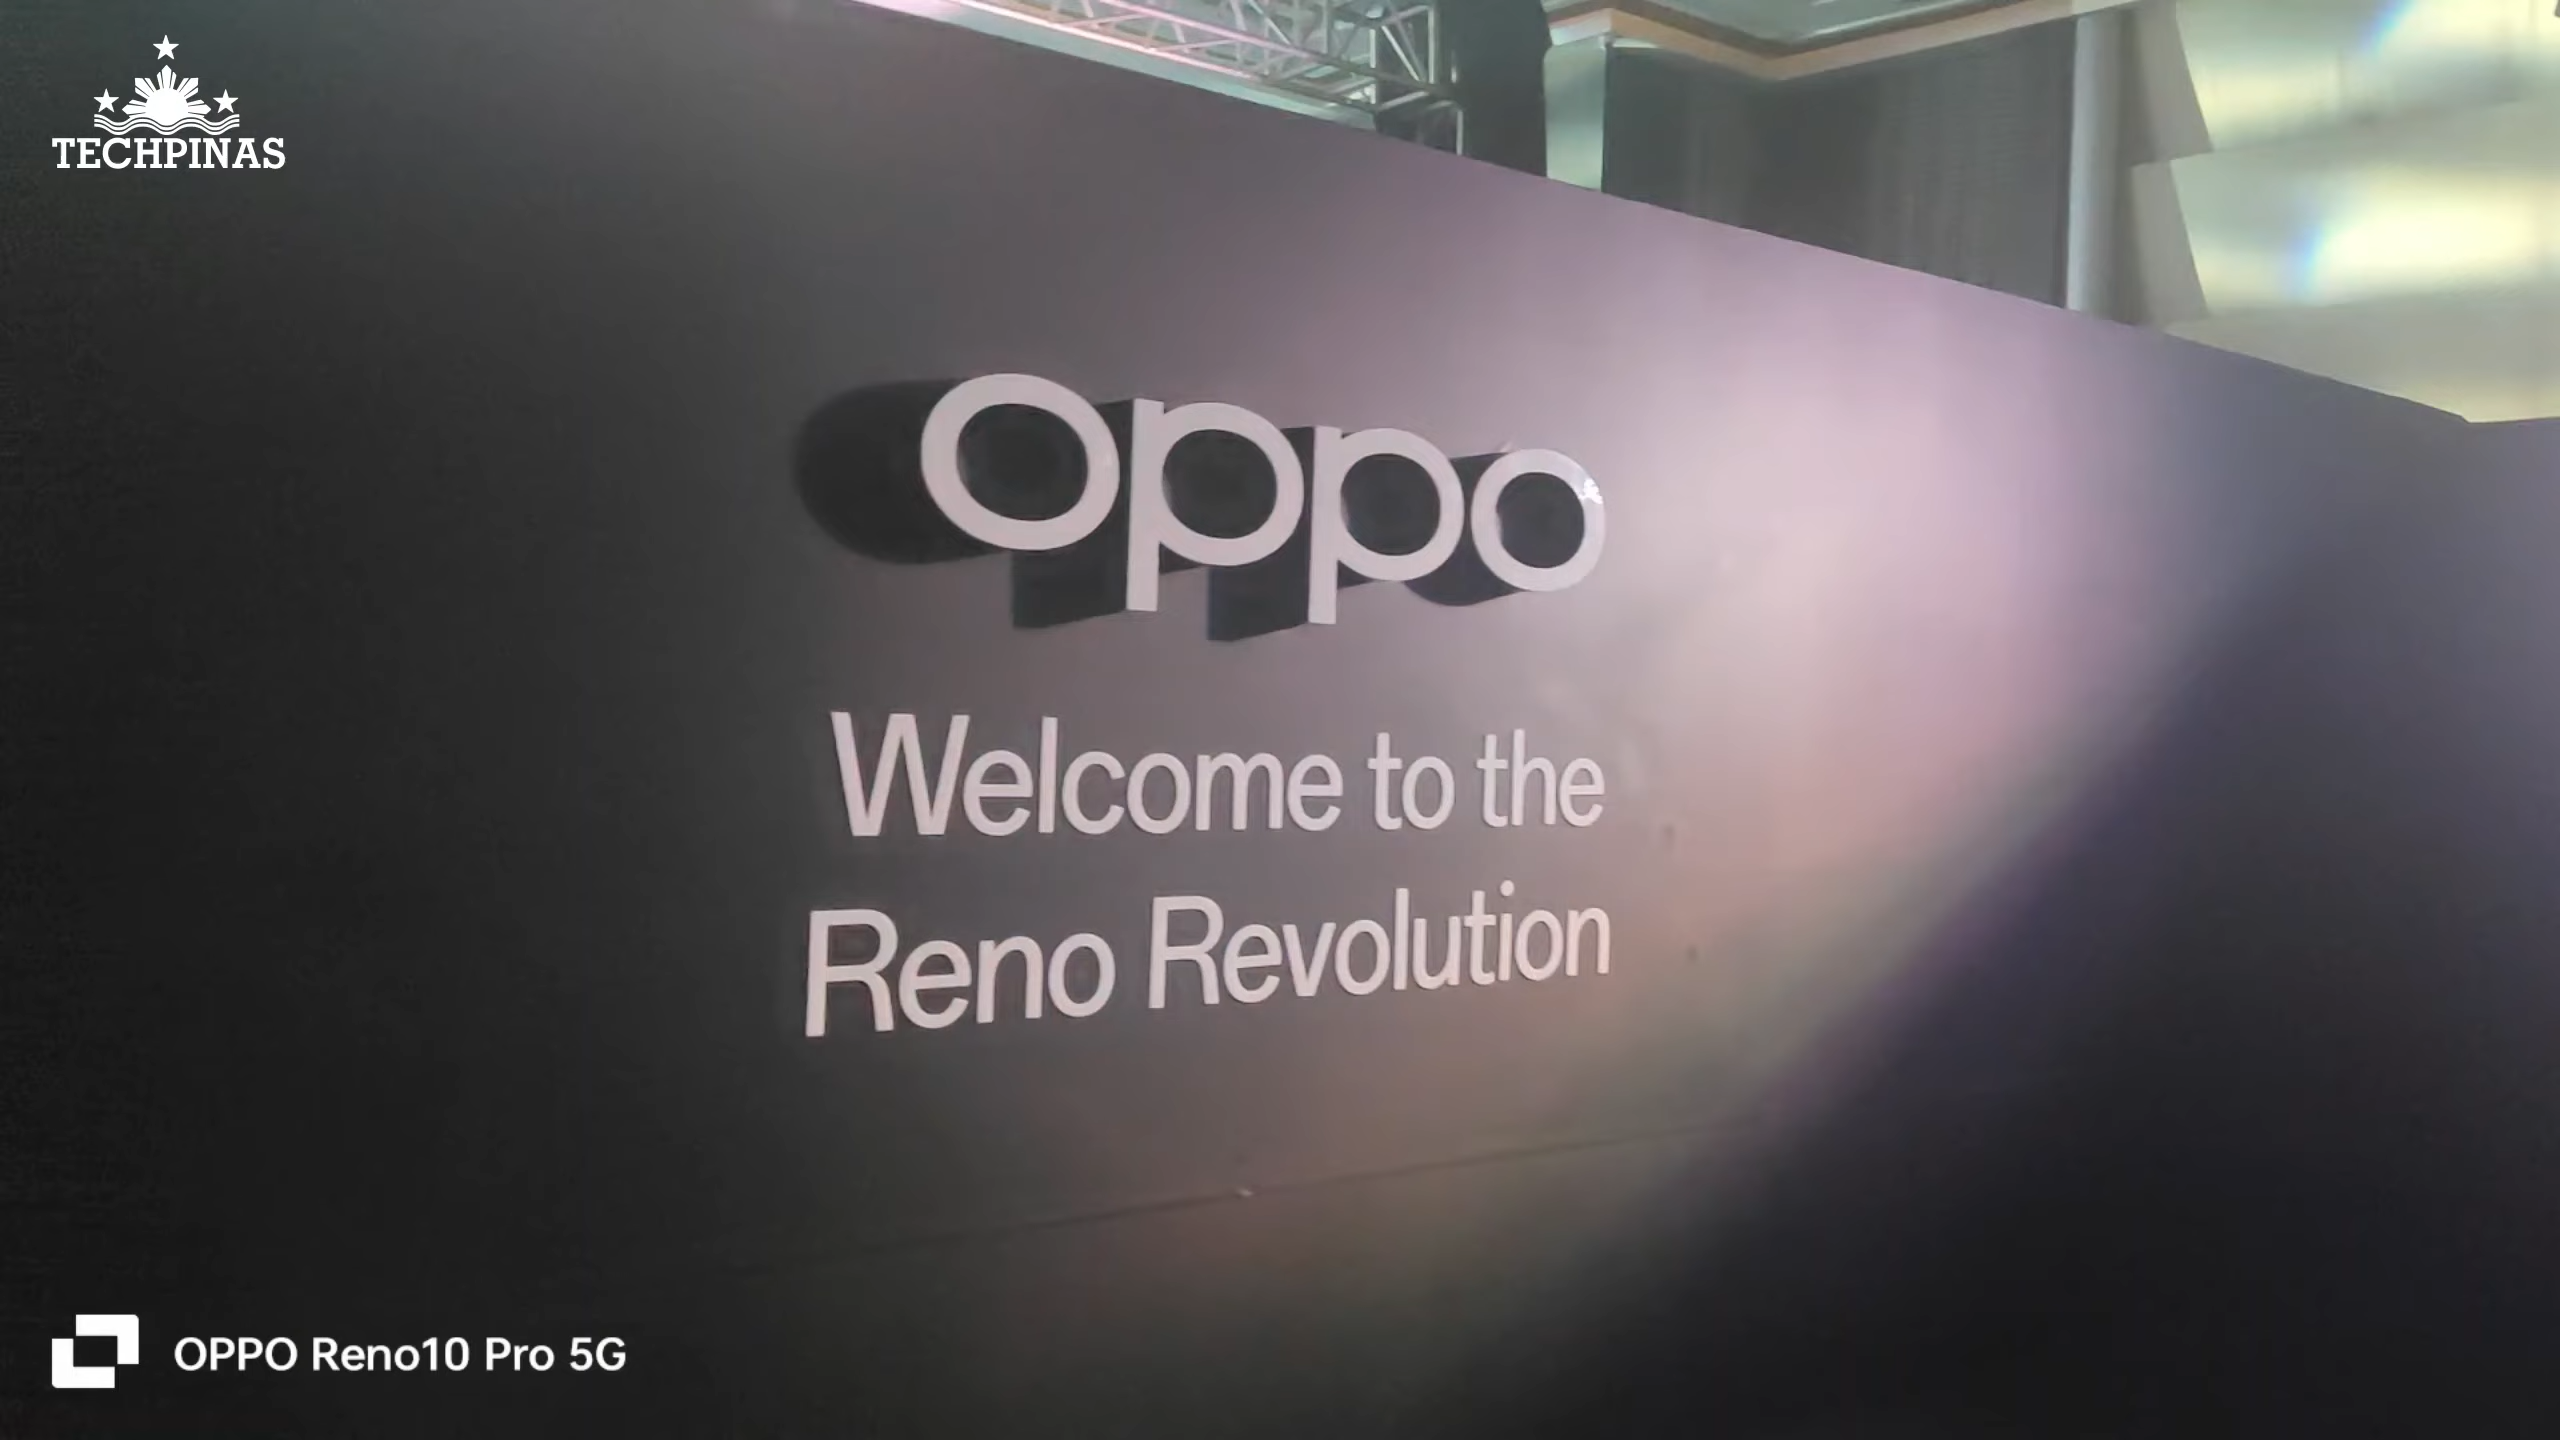 TECHPINAS
oppo
Welcome to the
Reno Revolution
OPPO Reno10 Pro 5G